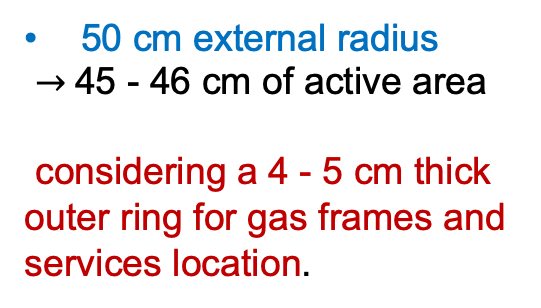 • 50 cm external radius
→ 45 - 46 cm of active area
considering a 4 - 5 cm thick
outer ring for gas frames and
services location.